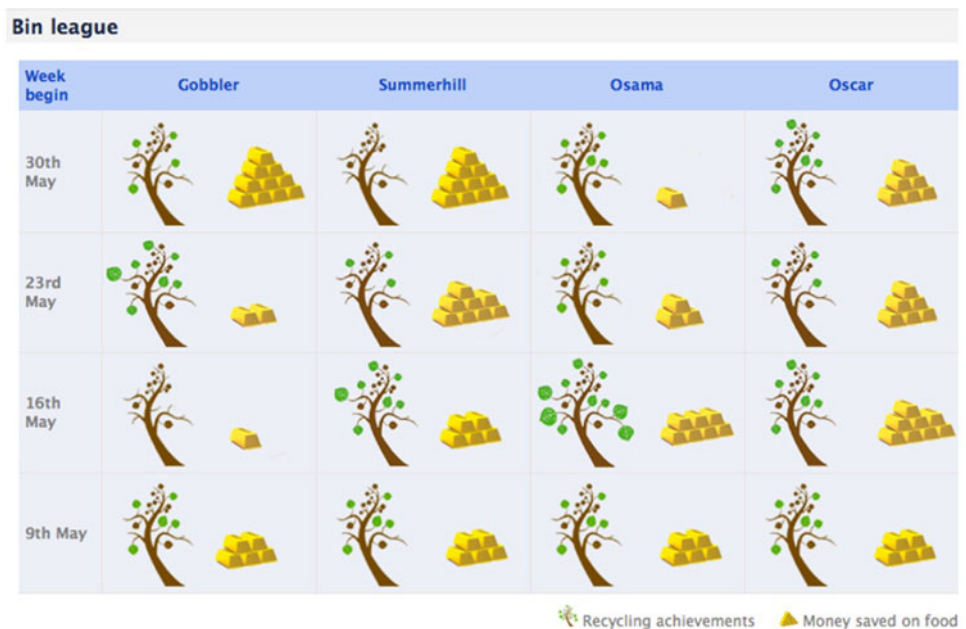 Bin league
Week
begin
Gobbler
Summerhill
Osama
Oscar
30th
May
23rd
May
16th
May
9th May
Recycling achievements
Money saved on food